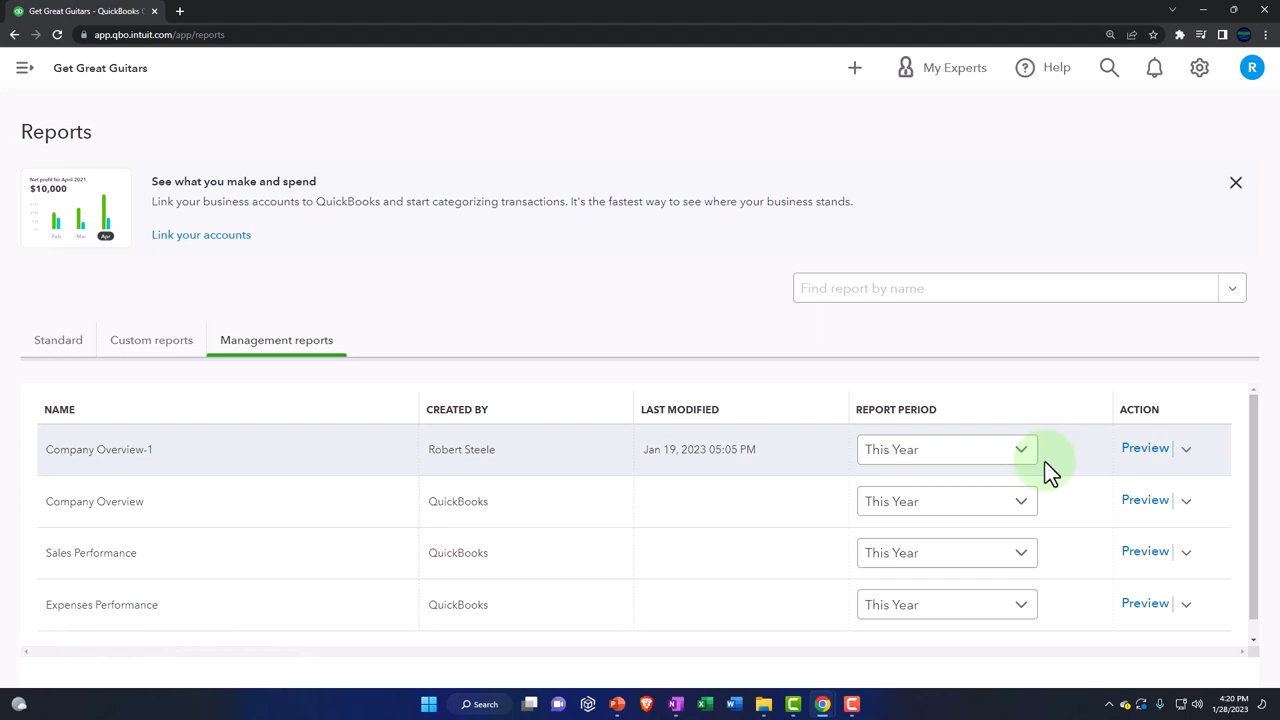 Get Great Guitars - QuickBooks C
app.qbo.intuit.com/app/reports
Get Great Guitars
My Experts
Help
R
Reports
Net profit for April 2021
$10,000
Feb Mar Apr
See what you make and spend
Link your business accounts to QuickBooks and start categorizing transactions. It's the fastest way to see where your business stands.
Link your accounts
Find report by name
Standard Custom reports Management reports
NAME CREATED BY LAST MODIFIED REPORT PERIOD ACTION
Company Overview-1 Robert Steele Jan 19, 2023 05:05 PM This Year Preview
Company Overview QuickBooks This Year Preview
Sales Performance QuickBooks This Year Preview
Expenses Performance QuickBooks This Year Preview
Search
4:20 PM
1/28/2023